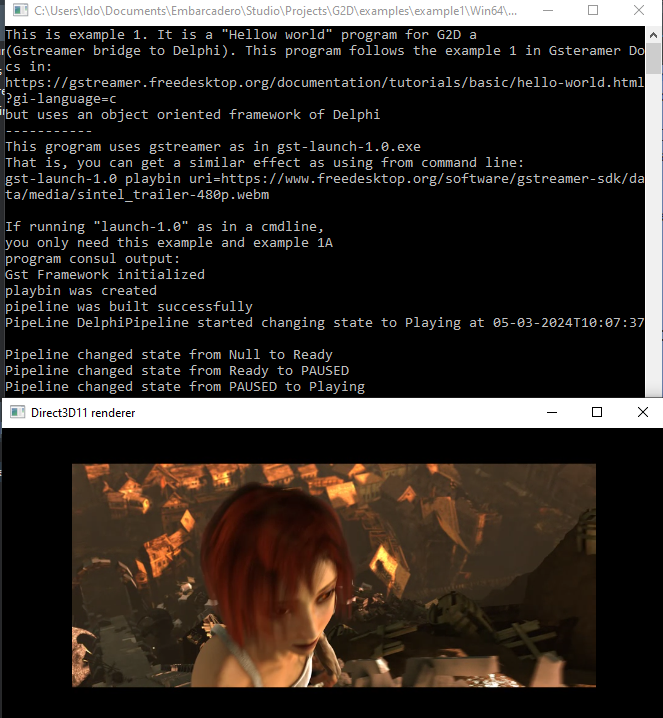 C:\Users\Ido\Documents\Embarcadero\Studio\Projects\G2D\examples\example1\Win64\...
This is example 1. It is a "Hellow world" program for G2D a
(Gstreamer bridge to Delphi). This program follows the example 1 in Gsteramer Do
cs in:
https://gstreamer.freedesktop.org/documentation/tutorials/basic/hello-world.html
?gi-language=c
but uses an object oriented framework of Delphi
-----------
This grogram uses gstreamer as in gst-launch-1.0.exe
That is, you can get a similar effect as using from command line:
gst-launch-1.0 playbin uri=https://www.freedesktop.org/software/gstreamer-sdk/da
ta/media/sintel_trailer-480p.webm
If running "launch-1.0" as in a cmdline,
you only need this example and example 1A
program consul output:
Gst Framework initialized
playbin was created
pipeline was built successfully
PipeLine DelphiPipeline started changing state to Playing at 05-03-2024T10:07:37
Pipeline changed state from Null to Ready
Pipeline changed state from Ready to PAUSED
Pipeline changed state from PAUSED to Playing
Direct3D11 renderer